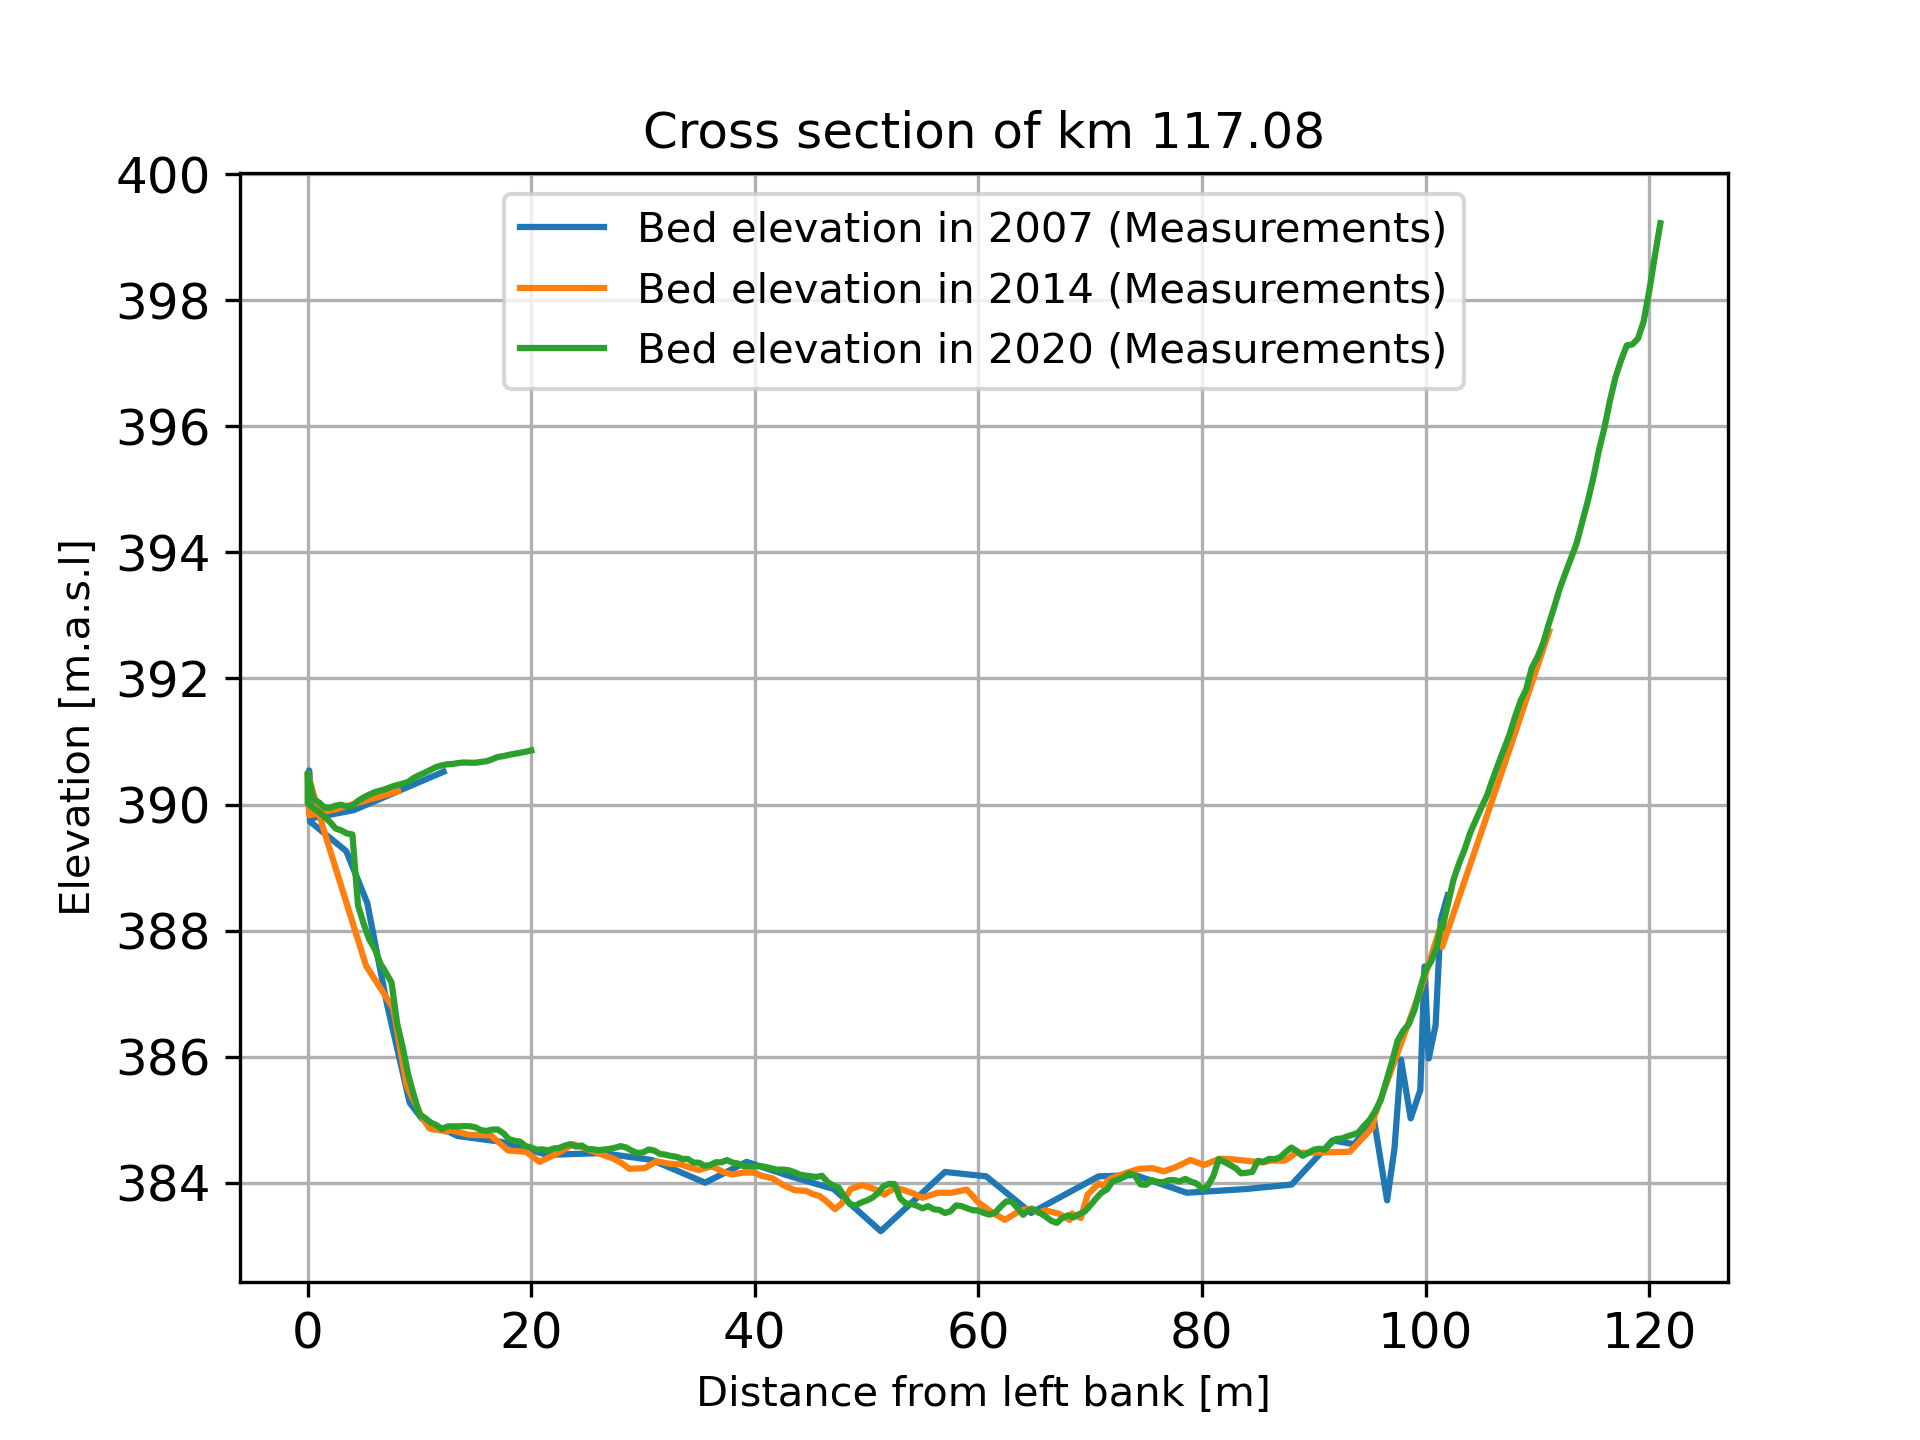 Cross section of km 117.08
400
398
396
394
392
390
388
386
384
Elevation [m.a.s.l]
Bed elevation in 2007 (Measurements)
Bed elevation in 2014 (Measurements)
Bed elevation in 2020 (Measurements)
0 20 40 60 80 100 120
Distance from left bank [m]